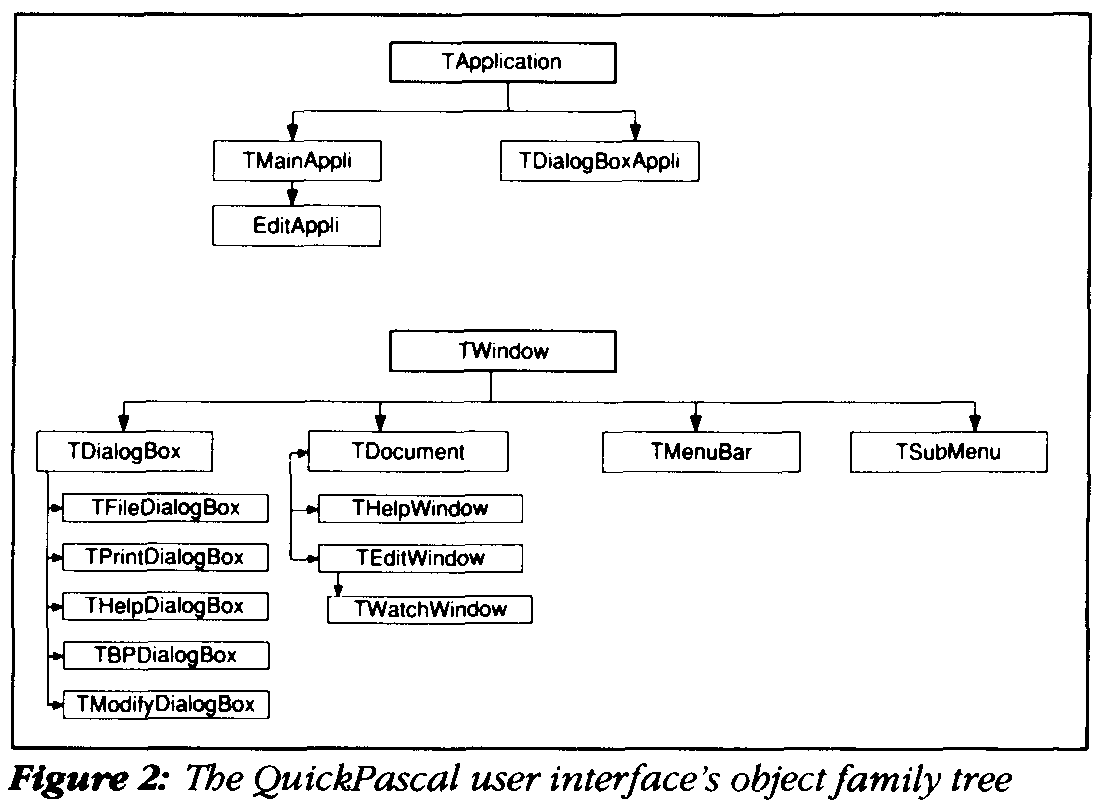 TApplication
TMainAppli
TDialogBoxAppli
EditAppli
TWindow
TDialogBox
TDocument
TMenuBar
TSubMenu
TFileDialogBox
THelpWindow
TPrintDialogBox
TEditWindow
THelpDialogBox
TWatchWindow
TBPDialogBox
TModifyDialogBox
Figure 2: The QuickPascal user interface's object family tree